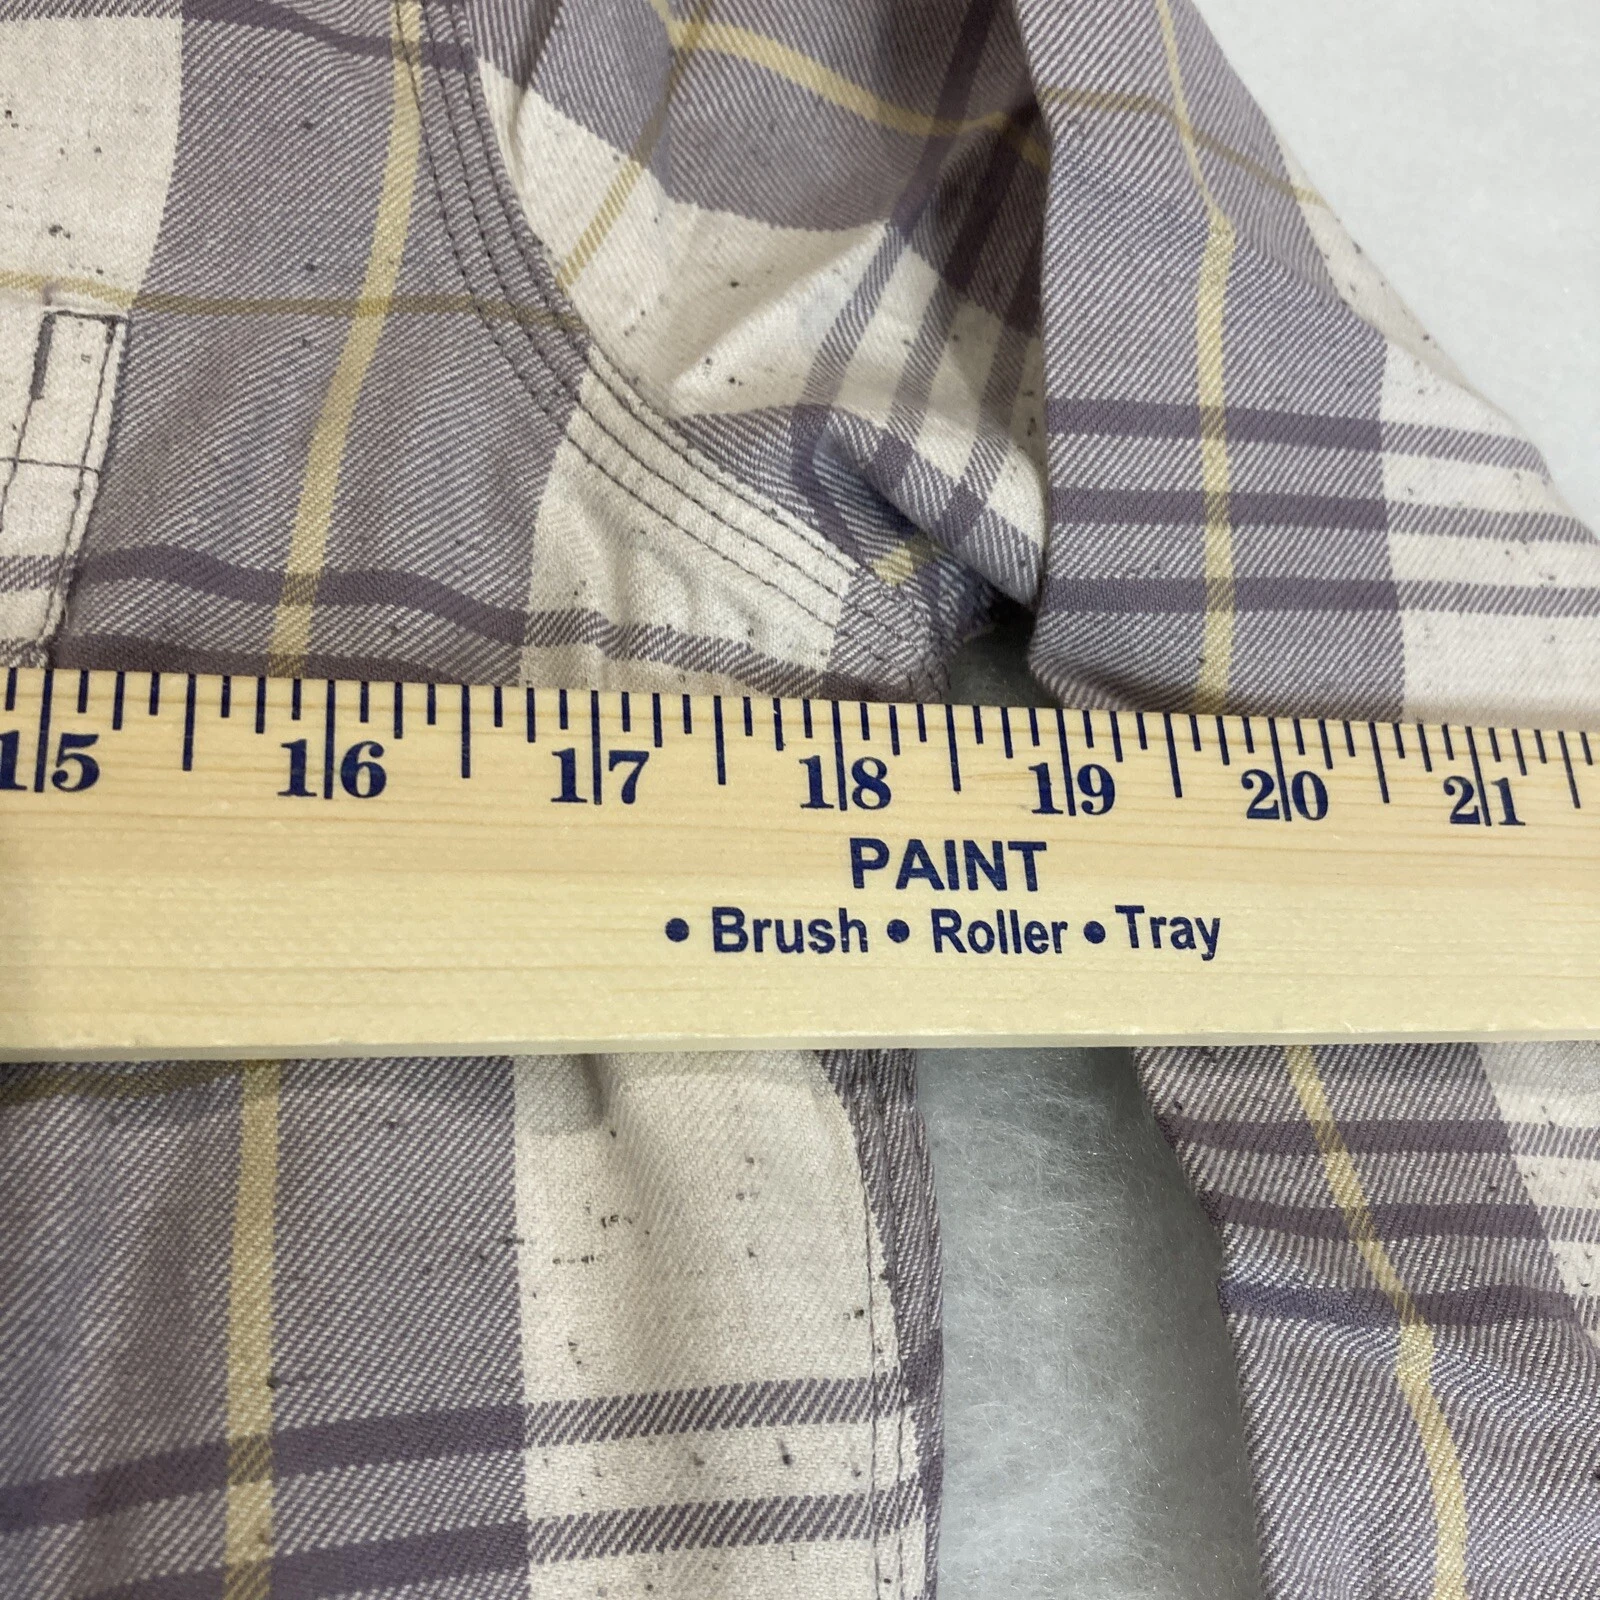 15 16 17 18 19 20 21
PAINT
• Brush • Roller • Tray